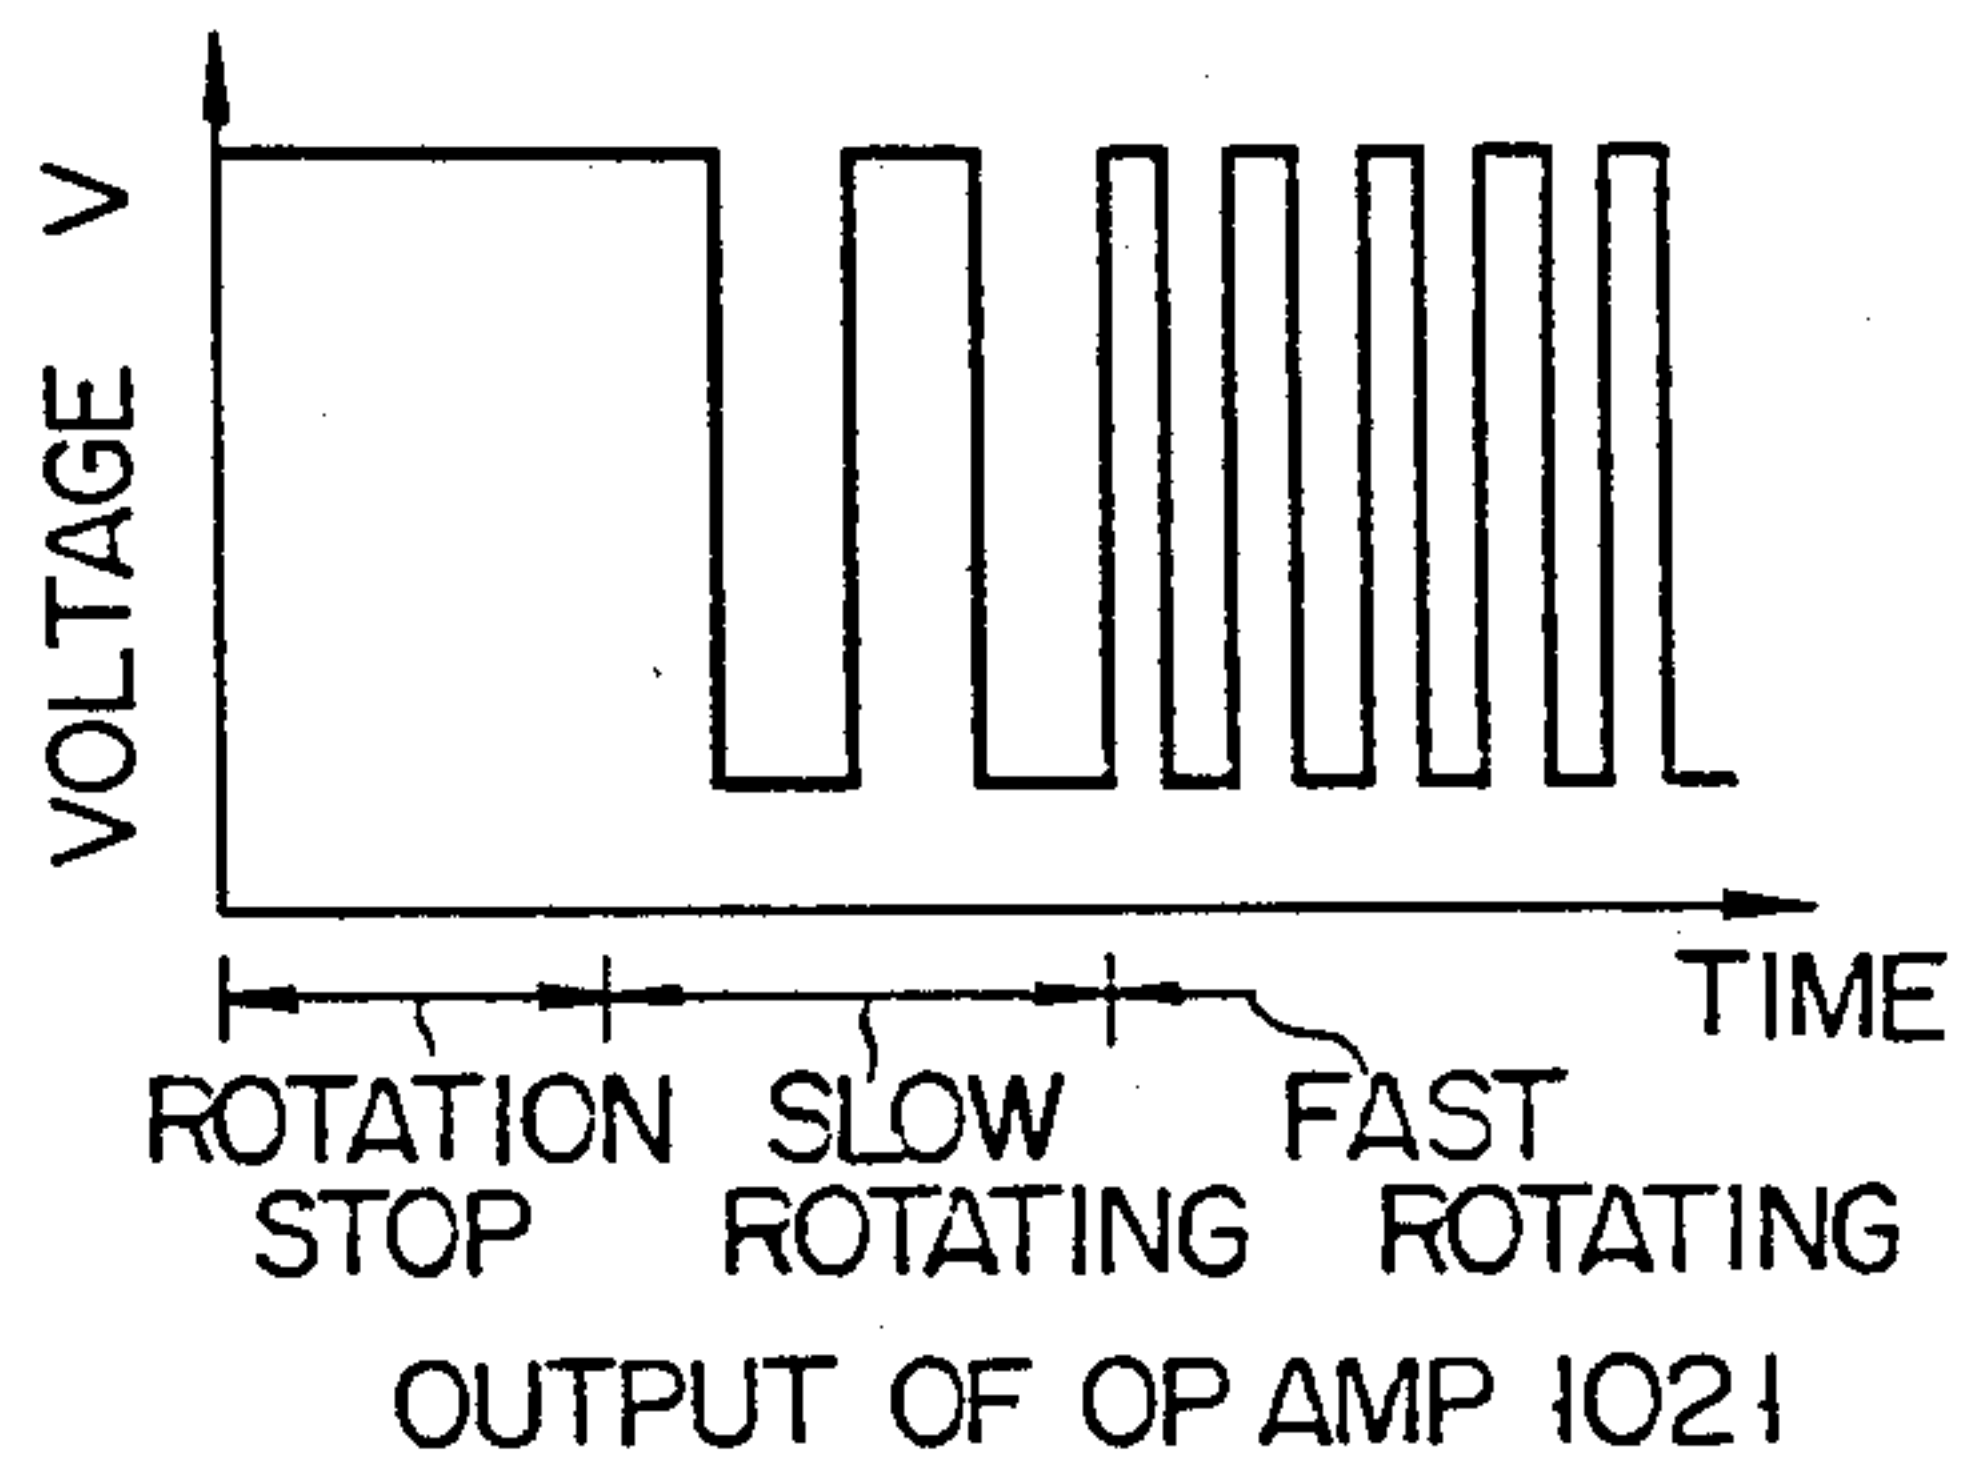 VOLTAGE V
TIME
ROTATION STOP
SLOW ROTATING
FAST ROTATING
OUTPUT OF OP AMP 1021